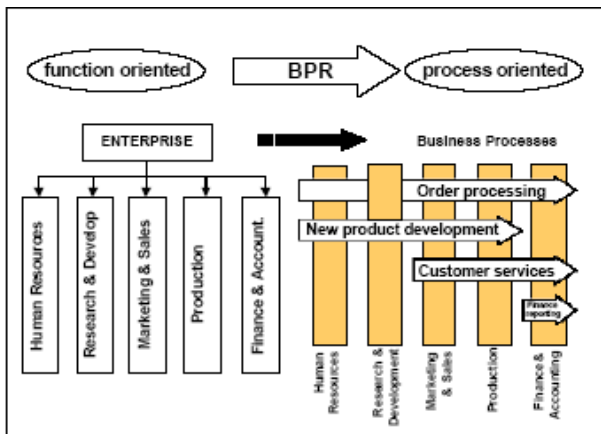 function oriented
BPR
process oriented
ENTERPRISE
Business Processes
Human Resources
Research & Develop
Marketing & Sales
Production
Finance & Account.
Order processing
New product development
Customer services
Finance
reporting
Human
Resources
Research &
Development
Marketing
& Sales
Production
Finance &
Accounting